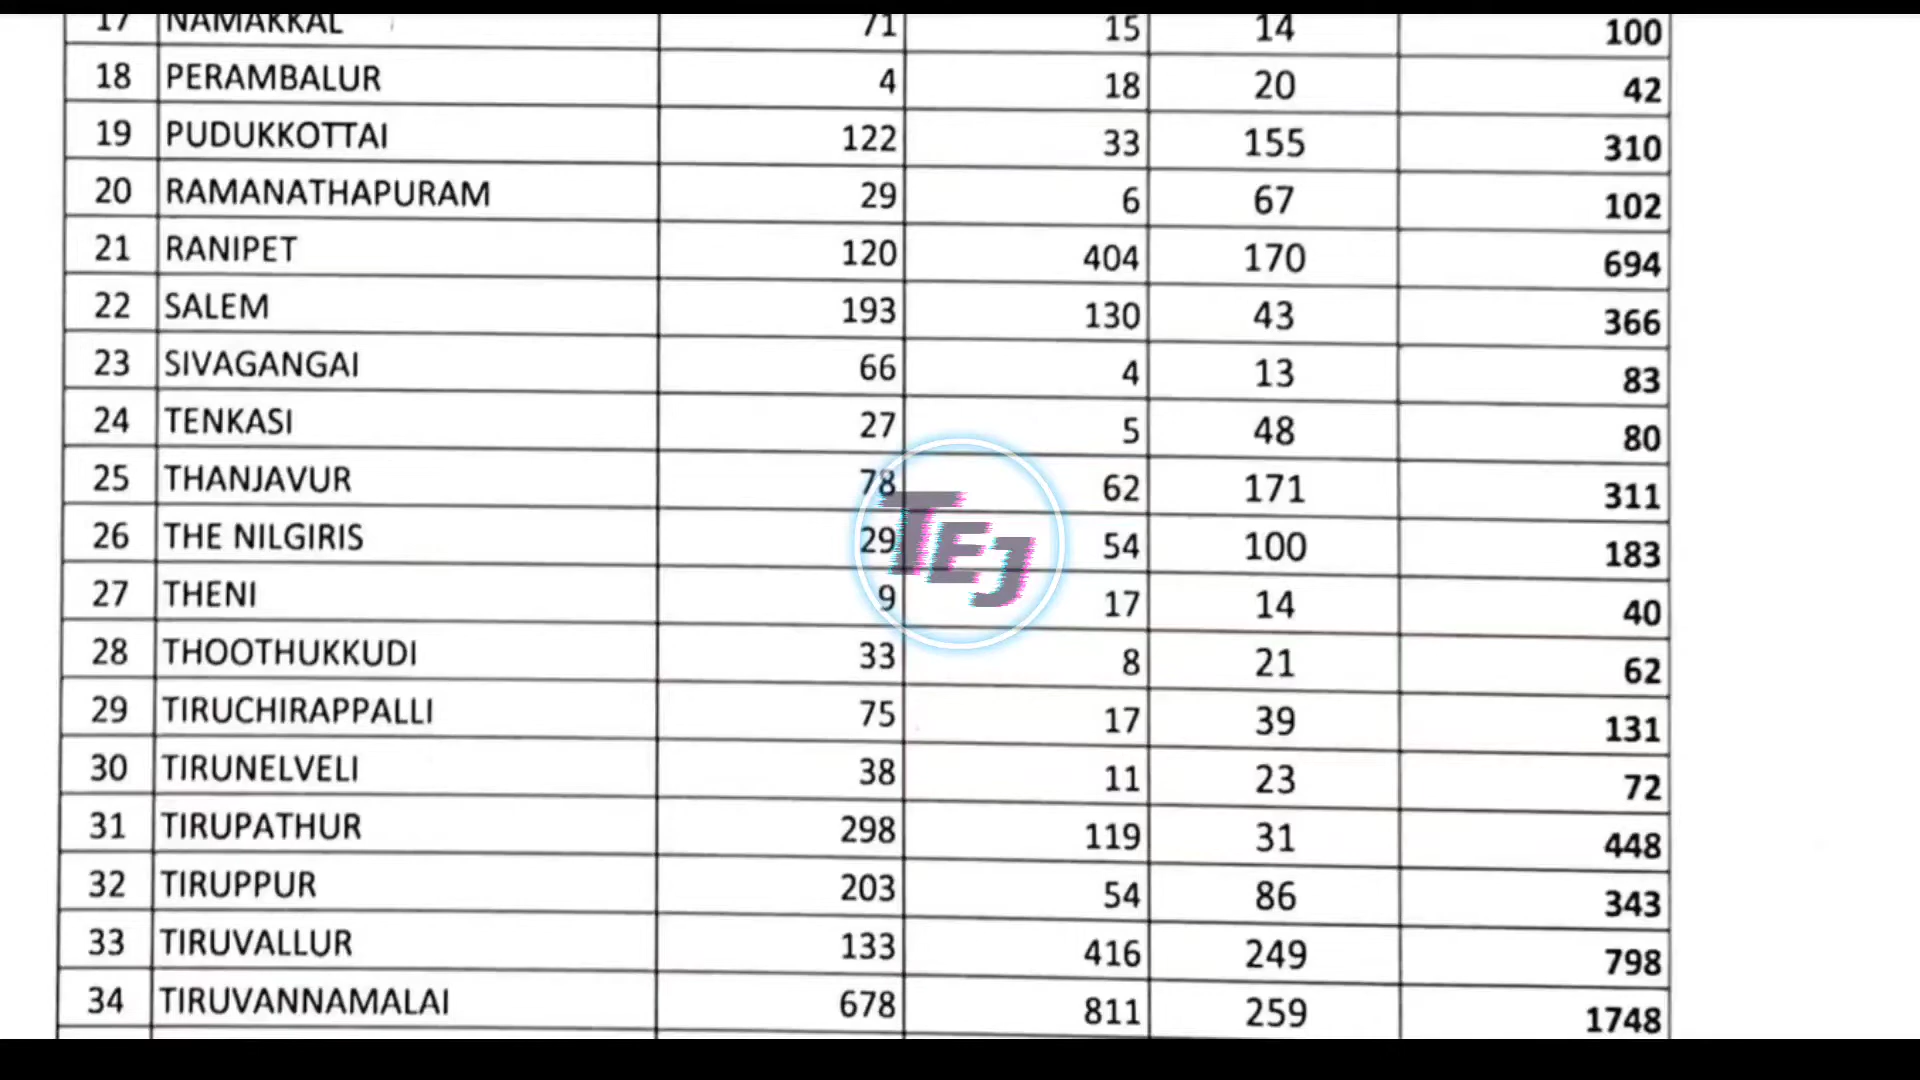 17 NAMAKKAL 71 15 14 100
18 PERAMBALUR 4 18 20 42
19 PUDUKKOTTAI 122 33 155 310
20 RAMANATHAPURAM 29 6 67 102
21 RANIPET 120 404 170 694
22 SALEM 193 130 43 366
23 SIVAGANGAI 66 4 13 83
24 TENKASI 27 5 48 80
25 THANJAVUR 78 62 171 311
26 THE NILGIRIS 29 54 100 183
TEJ
27 THENI 9 17 14 40
28 THOOTHUKKUDI 33 8 21 62
29 TIRUCHIRAPPALLI 75 17 39 131
30 TIRUNELVELI 38 11 23 72
31 TIRUPATHUR 298 119 31 448
32 TIRUPPUR 203 54 86 343
33 TIRUVALLUR 133 416 249 798
34 TIRUVANNAMALAI 678 811 259 1748